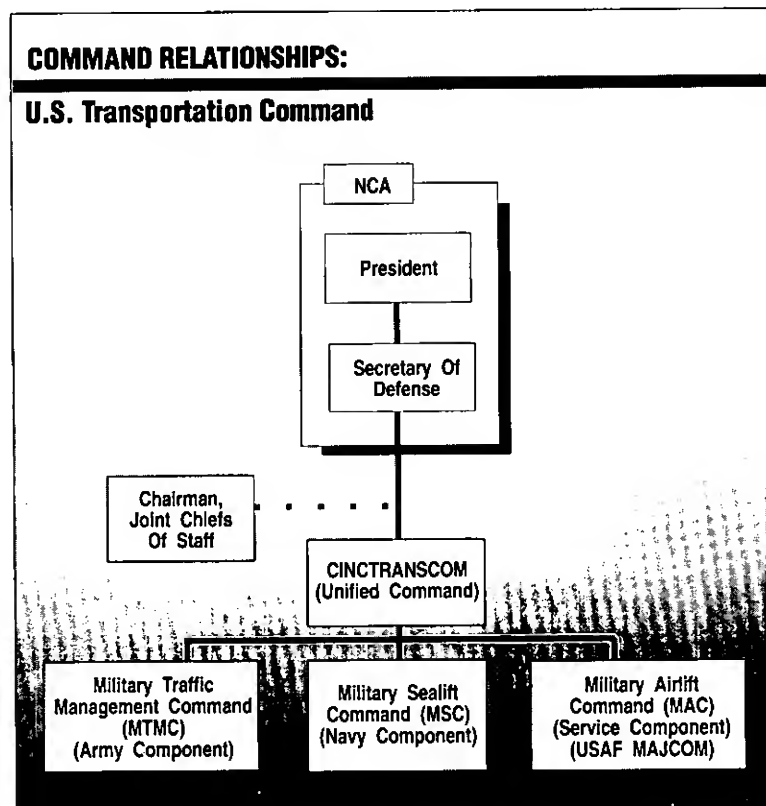 COMMAND RELATIONSHIPS:
U.S. Transportation Command
NCA
President
Secretary Of
Defense
Chairman,
Joint Chiefs
Of Staff
CINCTRANSCOM
(Unified Command)
Military Traffic
Management Command
(MTMC)
(Army Component)
Military Sealift
Command (MSC)
(Navy Component)
Military Airlift
Command (MAC)
(Service Component)
(USAF MAJCOM)